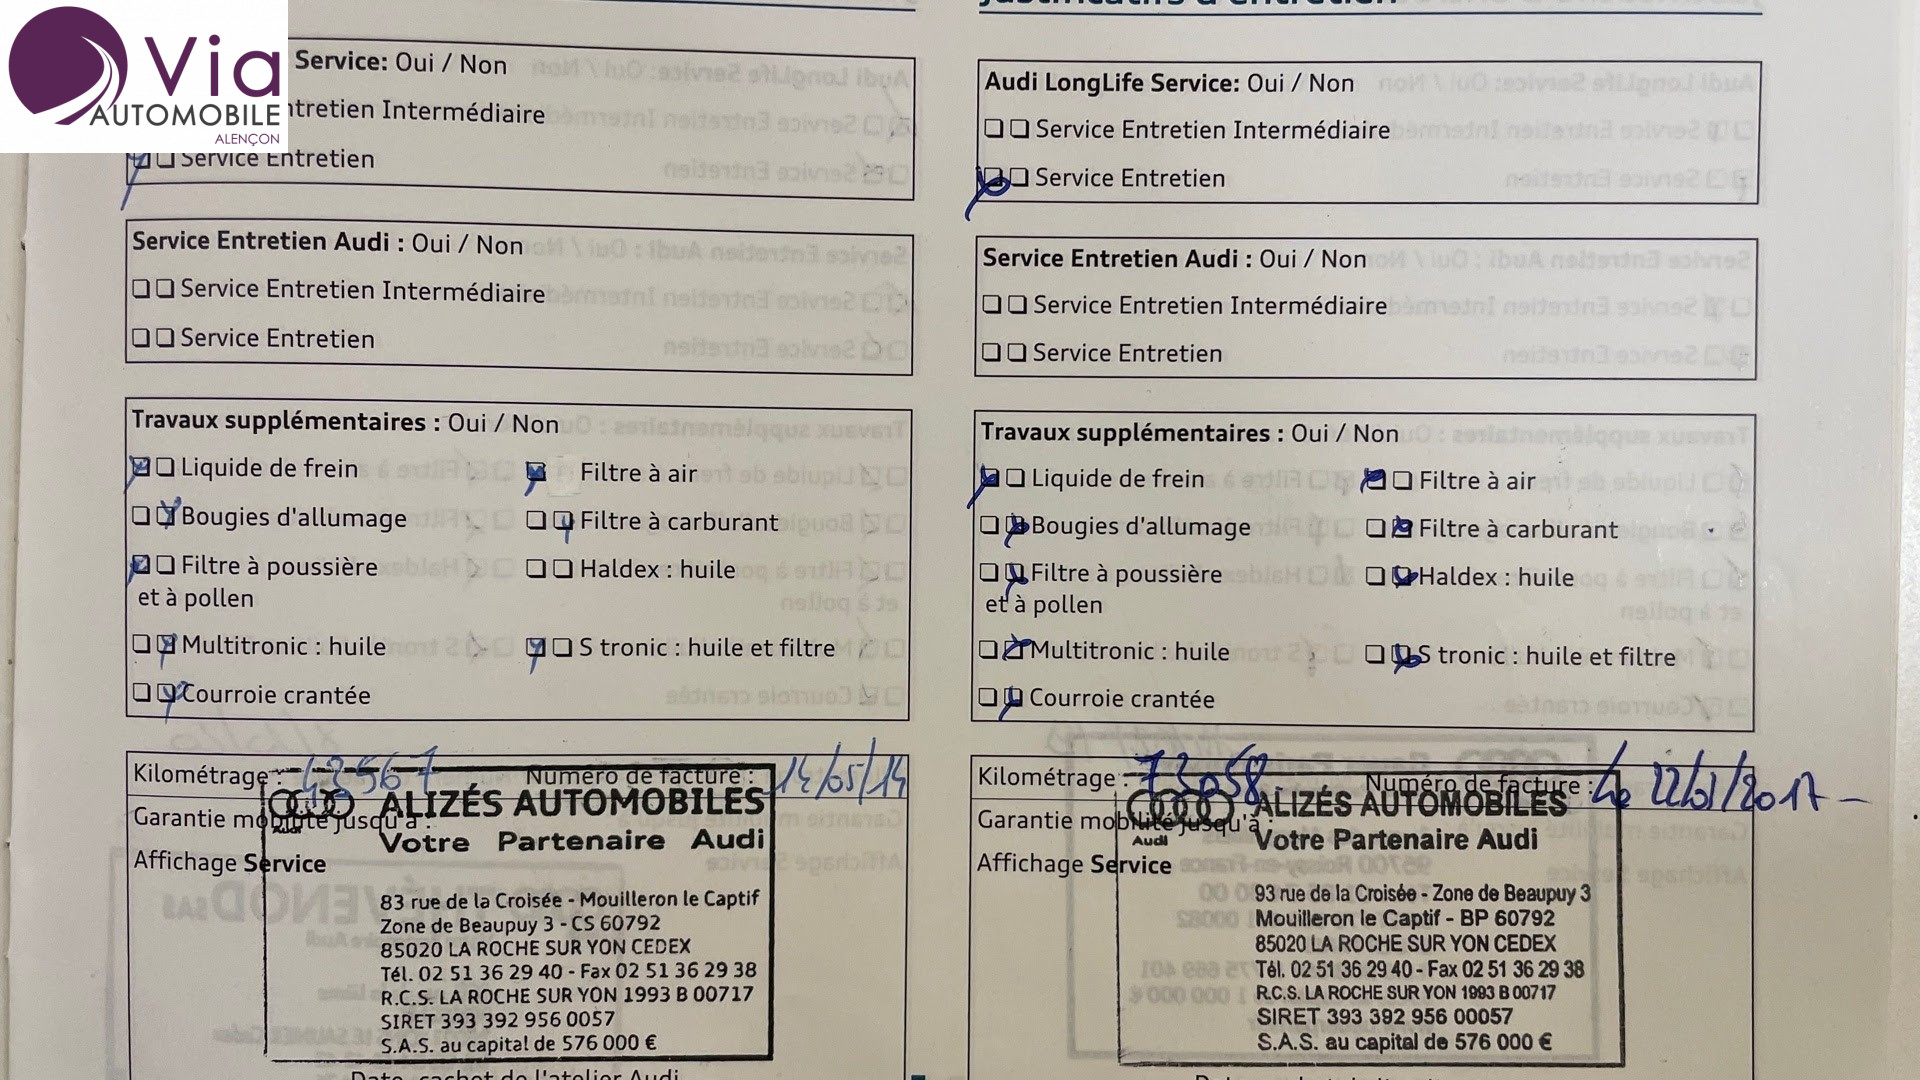 Via
AUTOMOBILE
ALENÇON
Service: Oui / Non
ntretien Intermédiaire
Service Entretien
Service Entretien Audi : Oui / Non
Service Entretien Intermédiaire
Service Entretien
Travaux supplémentaires : Oui / Non
Liquide de frein Filtre à air
Bougies d'allumage Filtre à carburant
Filtre à poussière Haldex : huile
et à pollen
Multitronic : huile S tronic : huile et filtre
Courroie crantée
Kilométrage : 43567 Numéro de facture : 14/05/14
Garantie mobilité jusqu'à :
Affichage Service
Audi
ALIZÉS AUTOMOBILES
Votre Partenaire Audi
83 rue de la Croisée - Mouilleron le Captif
Zone de Beaupuy 3 - CS 60792
85020 LA ROCHE SUR YON CEDEX
Tél. 02 51 36 29 40 - Fax 02 51 36 29 38
R.C.S. LA ROCHE SUR YON 1993 B 00717
SIRET 393 392 956 0057
S.A.S. au capital de 576 000 €
Date, cachet de l'atelier Audi
justificatifs d'entretien
Audi LongLife Service: Oui / Non
Service Entretien Intermédiaire
Service Entretien
Service Entretien Audi : Oui / Non
Service Entretien Intermédiaire
Service Entretien
Travaux supplémentaires : Oui / Non
Liquide de frein Filtre à air
Bougies d'allumage Filtre à carburant
Filtre à poussière Haldex : huile
et à pollen
Multitronic : huile S tronic : huile et filtre
Courroie crantée
Kilométrage : 73058 Numéro de facture : Le
Garantie mobilité jusqu'à :
Affichage Service
Audi
ALIZÉS AUTOMOBILES
Votre Partenaire Audi
93 rue de la Croisée - Zone de Beaupuy 3
Mouilleron le Captif - BP 60792
85020 LA ROCHE SUR YON CEDEX
Tél. 02 51 36 29 40 - Fax 02 51 36 29 38
R.C.S. LA ROCHE SUR YON 1993 B 00717
SIRET 393 392 956 00057
S.A.S. au capital de 576 000 €